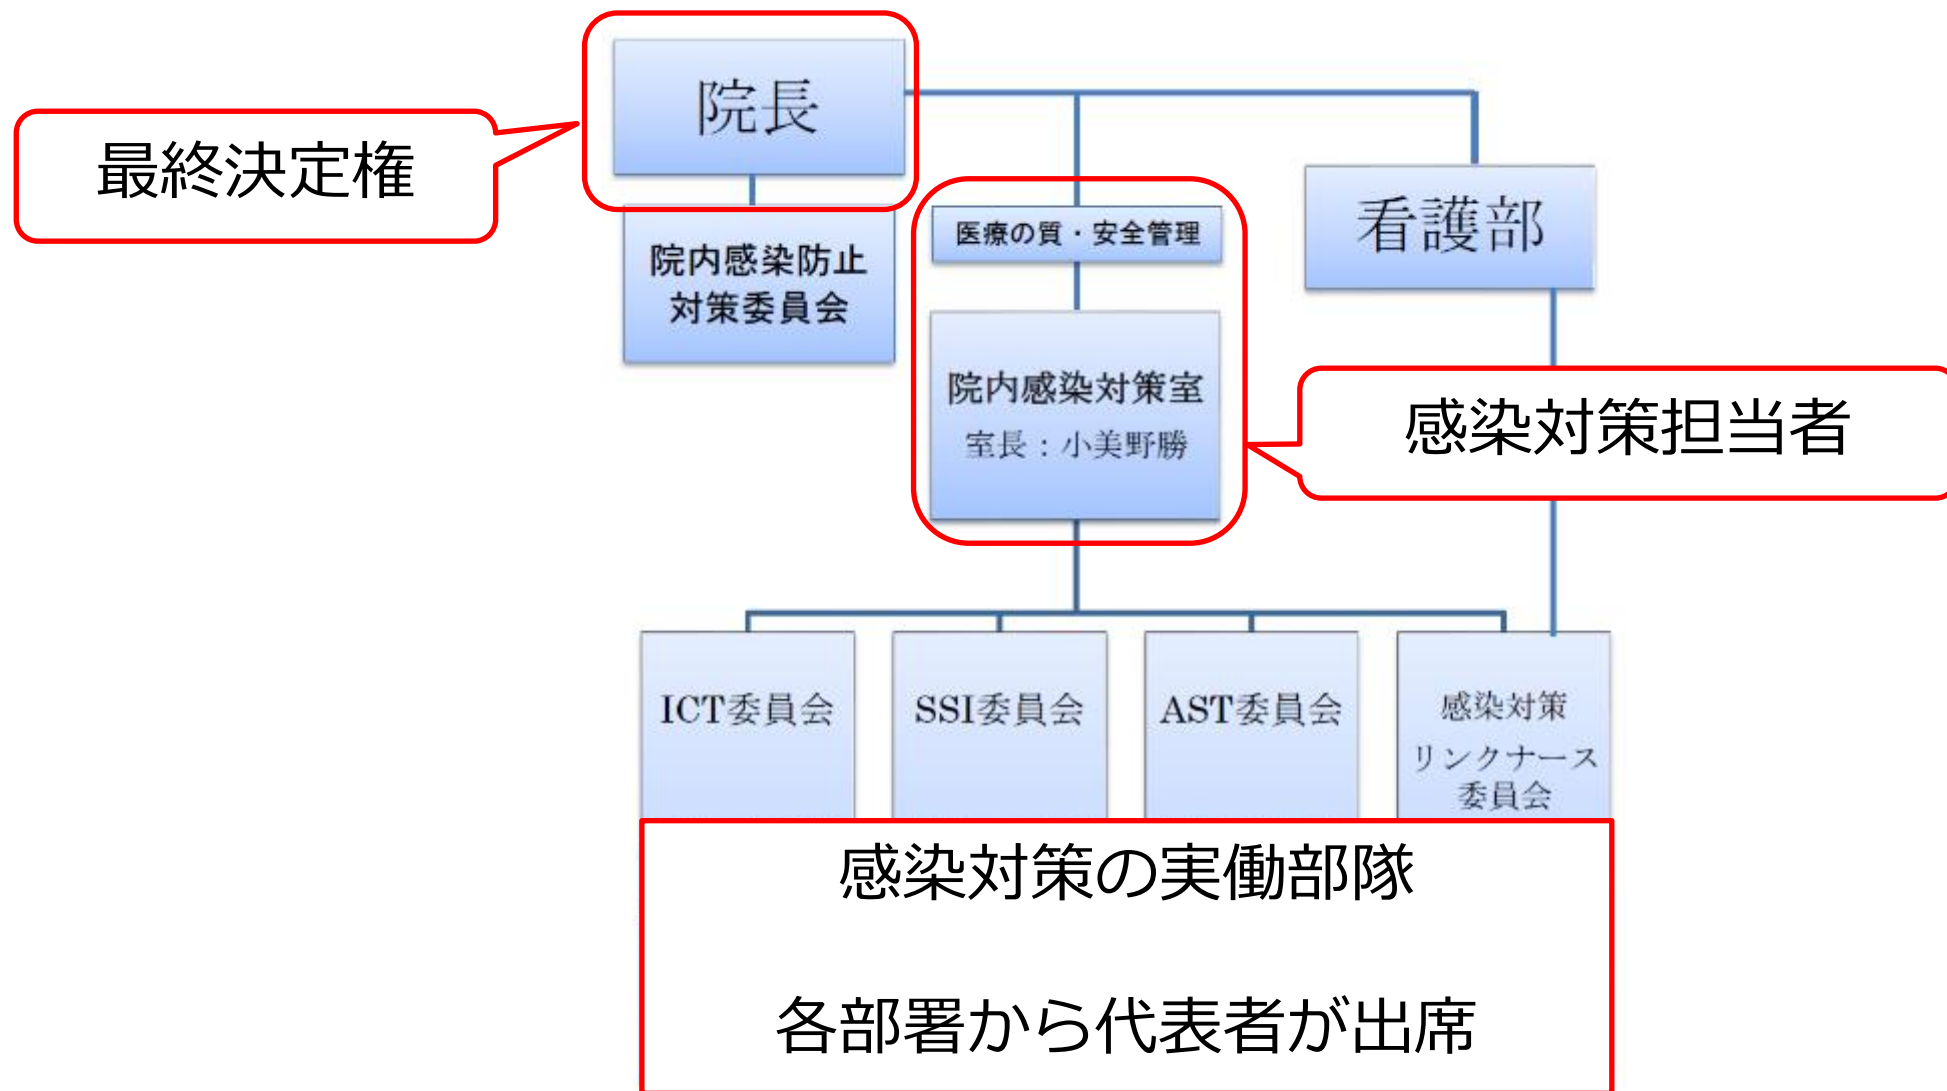 院長
最終決定権
院内感染防止
対策委員会
医療の質・安全管理
看護部
院内感染対策室
室長：小美野勝
感染対策担当者
ICT委員会
SSI委員会
AST委員会
感染対策
リンクナース
委員会
感染対策の実働部隊
各部署から代表者が出席